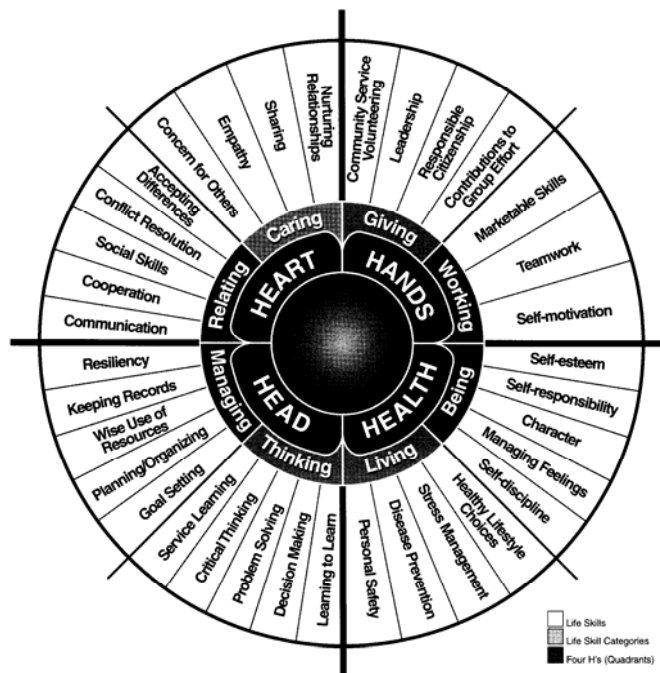 Nurturing
Relationships
Sharing
Empathy
Concern for Others
Accepting
Differences
Conflict Resolution
Social Skills
Cooperation
Communication
Community Service
Volunteering
Leadership
Responsible
Citizenship
Contributions to
Group Effort
Marketable Skills
Teamwork
Self-motivation
Caring
Giving
Relating
HEART
HANDS
Working
Managing
HEAD
HEALTH
Being
Thinking
Living
Resiliency
Keeping Records
Wise Use of
Resources
Planning/Organizing
Goal Setting
Service Learning
Critical Thinking
Problem Solving
Decision Making
Learning to Learn
Self-esteem
Self-responsibility
Character
Managing Feelings
Self-discipline
Healthy Lifestyle
Choices
Stress Management
Disease Prevention
Personal Safety
Life Skills
Life Skill Categories
Four H's (Quadrants)